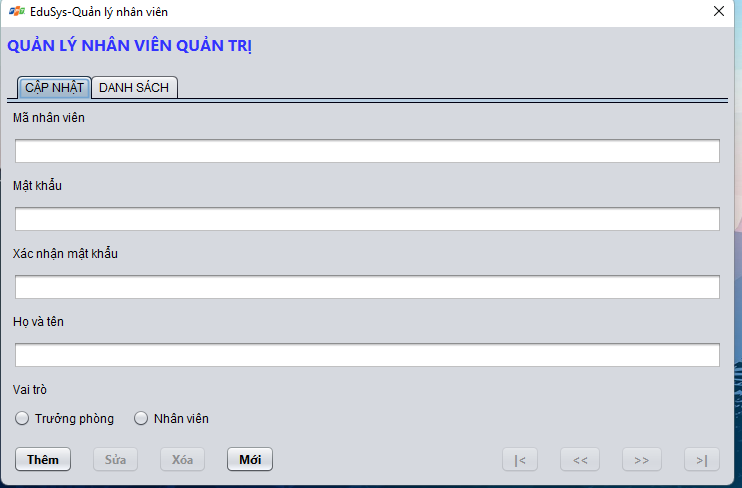 EduSys-Quản lý nhân viên
QUẢN LÝ NHÂN VIÊN QUẢN TRỊ
CẬP NHẬT DANH SÁCH
Mã nhân viên
Mật khẩu
Xác nhận mật khẩu
Họ và tên
Vai trò
Trưởng phòng Nhân viên
Thêm Sửa Xóa Mới |< << >> >|